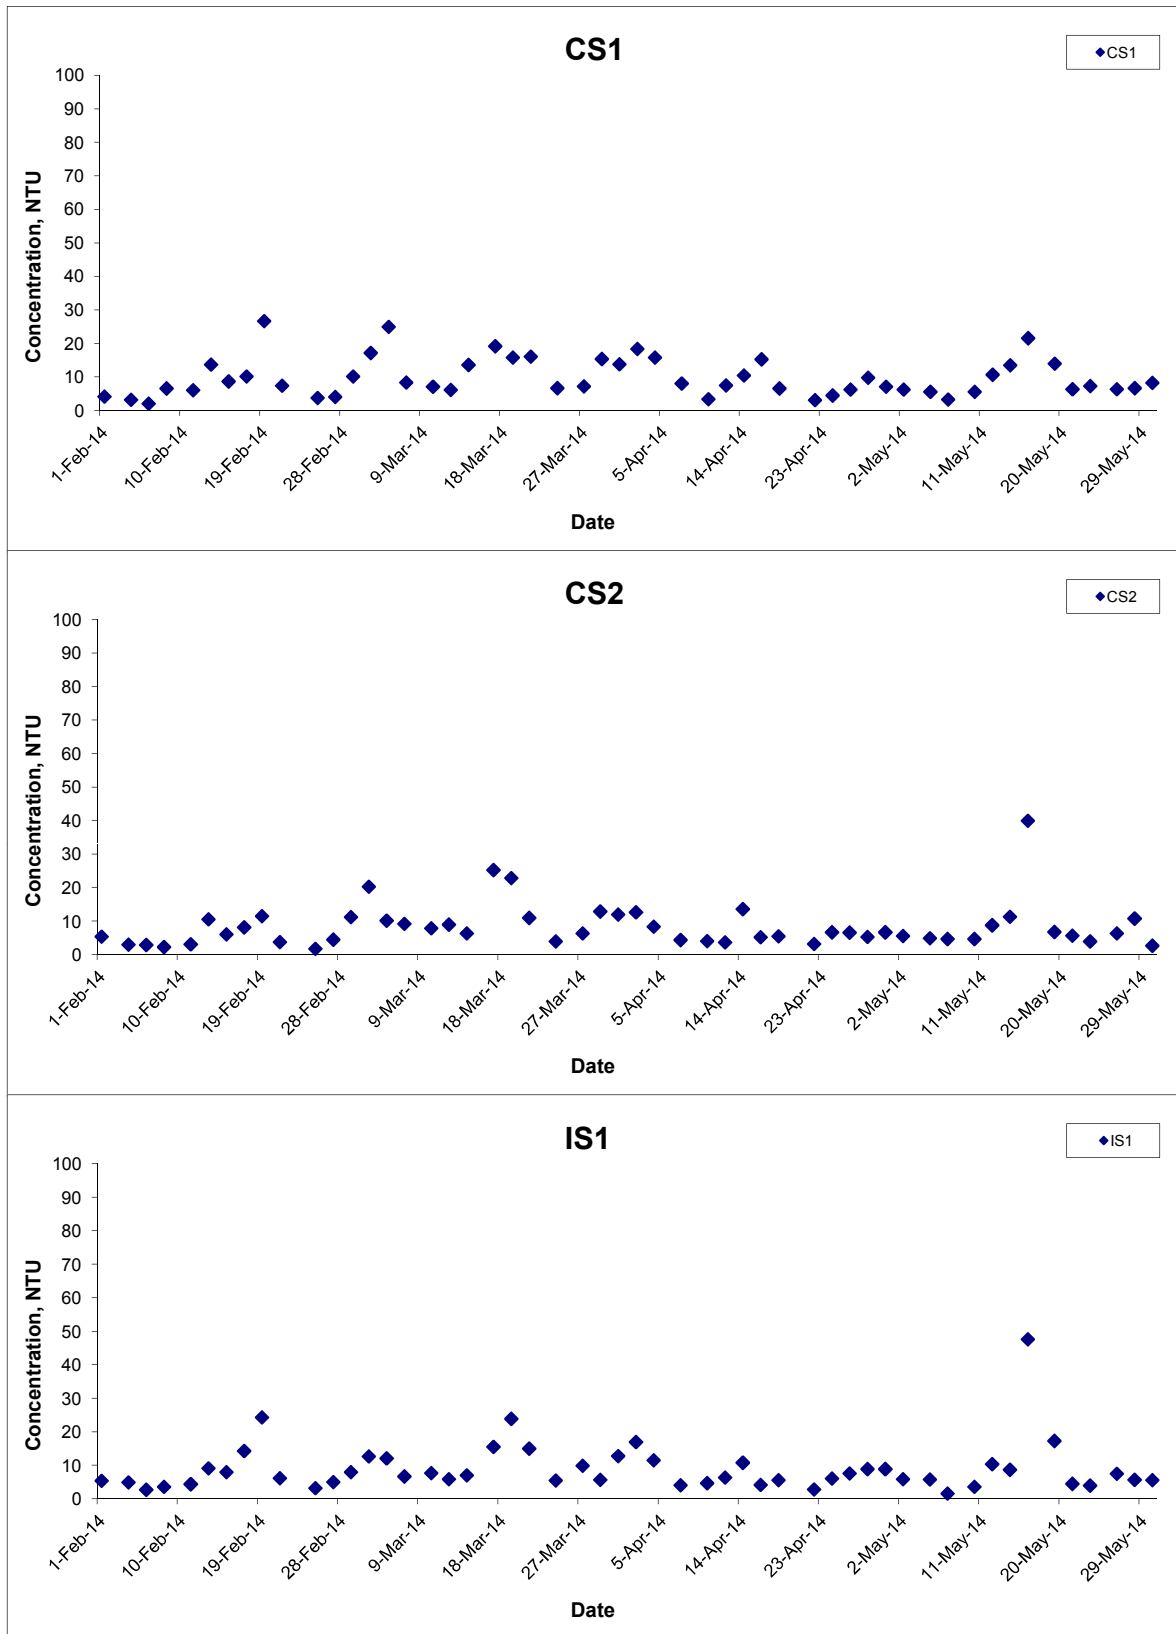 CS1
CS1
100
90
80
70
60
50
40
30
20
10
0
Concentration, NTU
1-Feb-14
10-Feb-14
19-Feb-14
28-Feb-14
9-Mar-14
18-Mar-14
27-Mar-14
5-Apr-14
14-Apr-14
23-Apr-14
2-May-14
11-May-14
20-May-14
29-May-14
Date
CS2
CS2
100
90
80
70
60
50
40
30
20
10
0
Concentration, NTU
1-Feb-14
10-Feb-14
19-Feb-14
28-Feb-14
9-Mar-14
18-Mar-14
27-Mar-14
5-Apr-14
14-Apr-14
23-Apr-14
2-May-14
11-May-14
20-May-14
29-May-14
Date
IS1
IS1
100
90
80
70
60
50
40
30
20
10
0
Concentration, NTU
1-Feb-14
10-Feb-14
19-Feb-14
28-Feb-14
9-Mar-14
18-Mar-14
27-Mar-14
5-Apr-14
14-Apr-14
23-Apr-14
2-May-14
11-May-14
20-May-14
29-May-14
Date